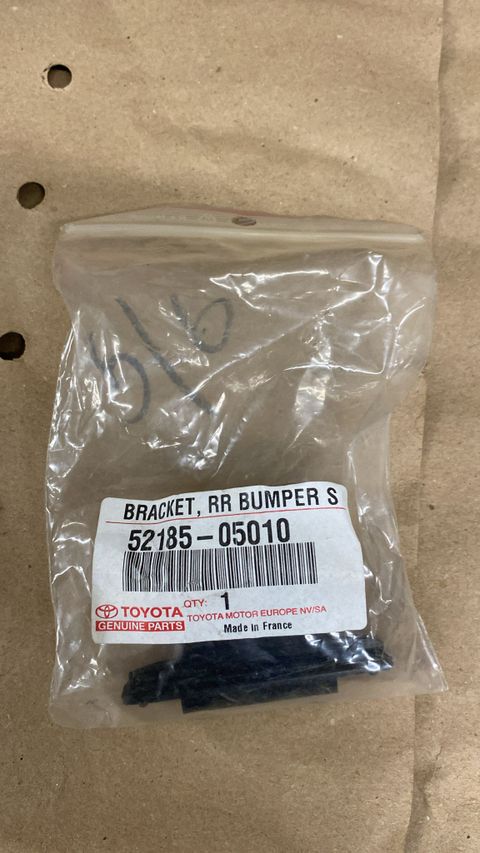 BRACKET, RR BUMPER S
52185-05010
QTY: 1
TOYOTA
GENUINE PARTS
TOYOTA MOTOR EUROPE NV/SA
Made in France